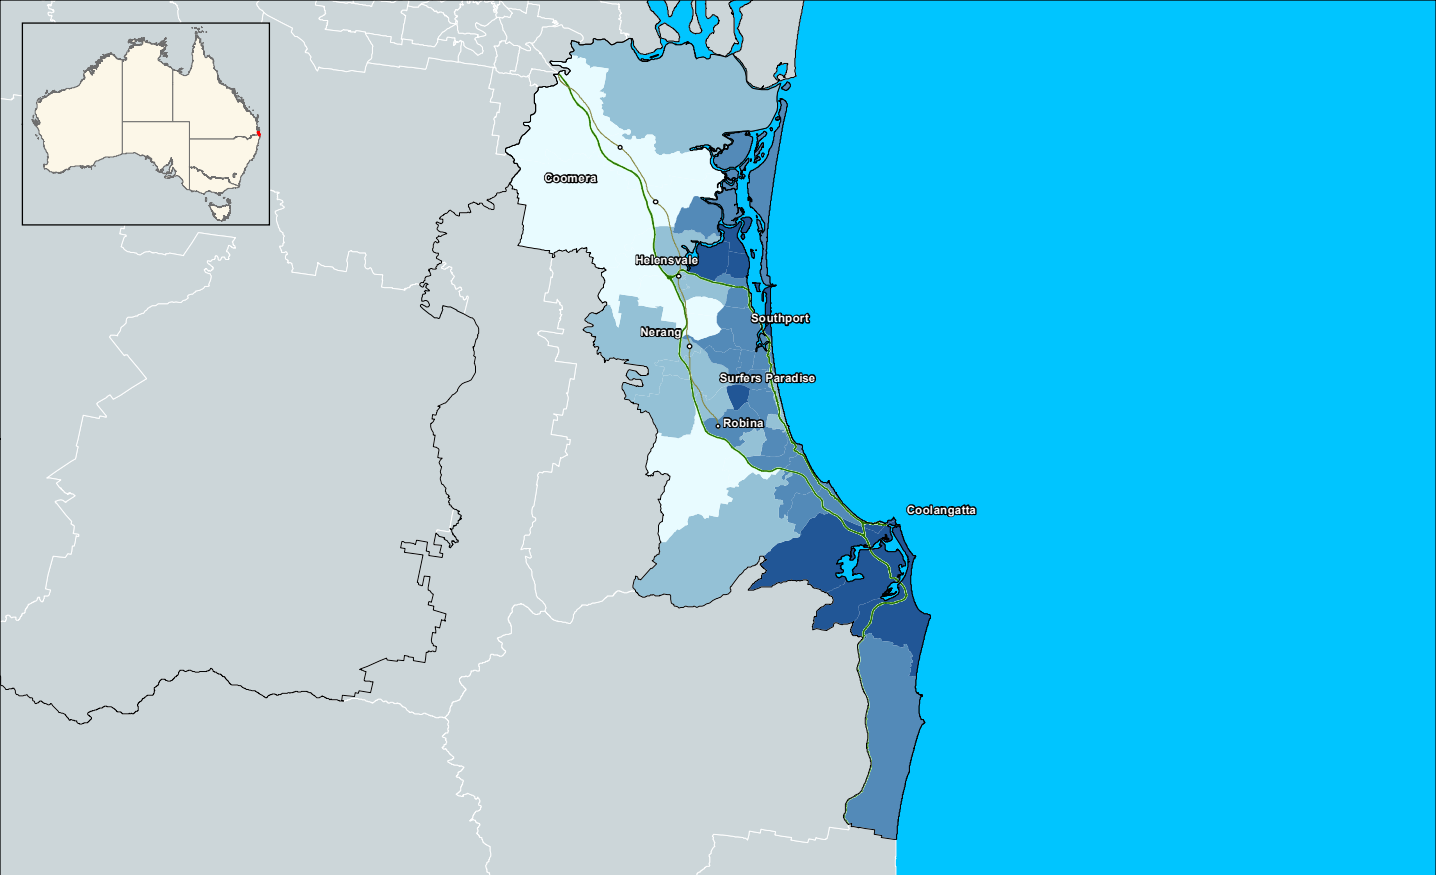 Coomera
Helensvale
Southport
Nerang
Surfers Paradise
Robina
Coolangatta